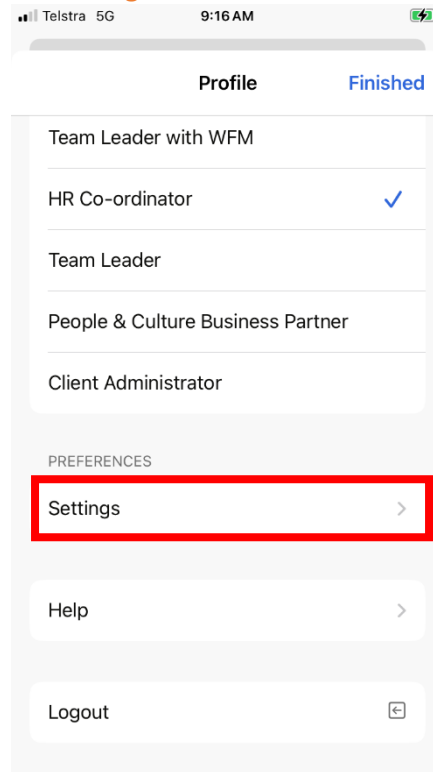 Telstra 5G 9:16 AM
Profile Finished
Team Leader with WFM
HR Co-ordinator
Team Leader
People & Culture Business Partner
Client Administrator
PREFERENCES
Settings
Help
Logout